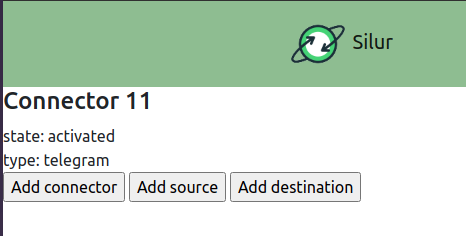 Silur
Connector 11
state: activated
type: telegram
Add connector Add source Add destination